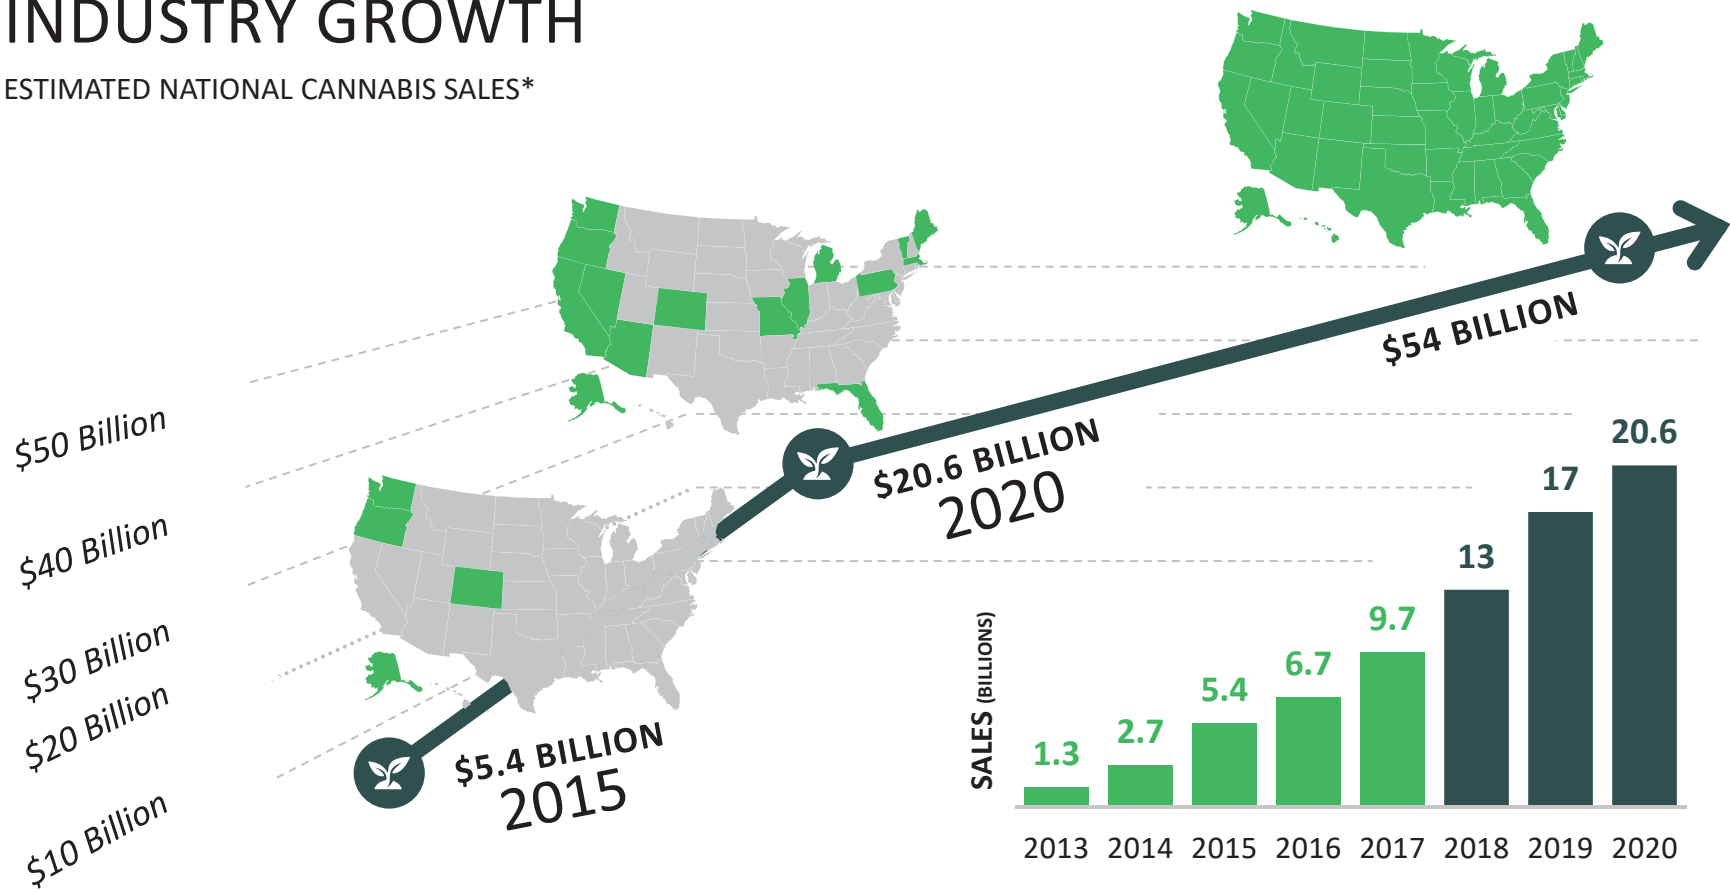 INDUSTRY GROWTH
ESTIMATED NATIONAL CANNABIS SALES*
$50 Billion
$40 Billion
$30 Billion
$20 Billion
$10 Billion
$5.4 BILLION
2015
$20.6 BILLION
2020
$54 BILLION
SALES (BILLIONS)
1.3
2.7
5.4
6.7
9.7
13
17
20.6
2013 2014 2015 2016 2017 2018 2019 2020